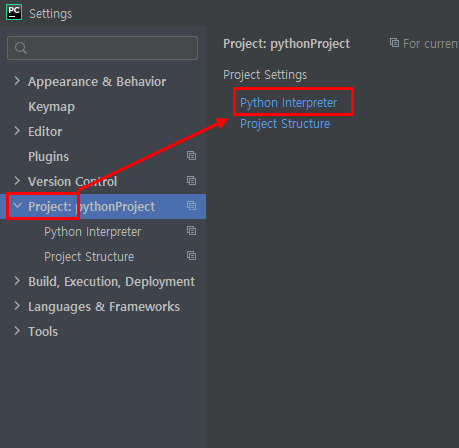 PC
Settings
Appearance & Behavior
Keymap
Editor
Plugins
Version Control
Project: pythonProject
Python Interpreter
Project Structure
Build, Execution, Deployment
Languages & Frameworks
Tools
Project: pythonProject
For curren
Project Settings
Python Interpreter
Project Structure